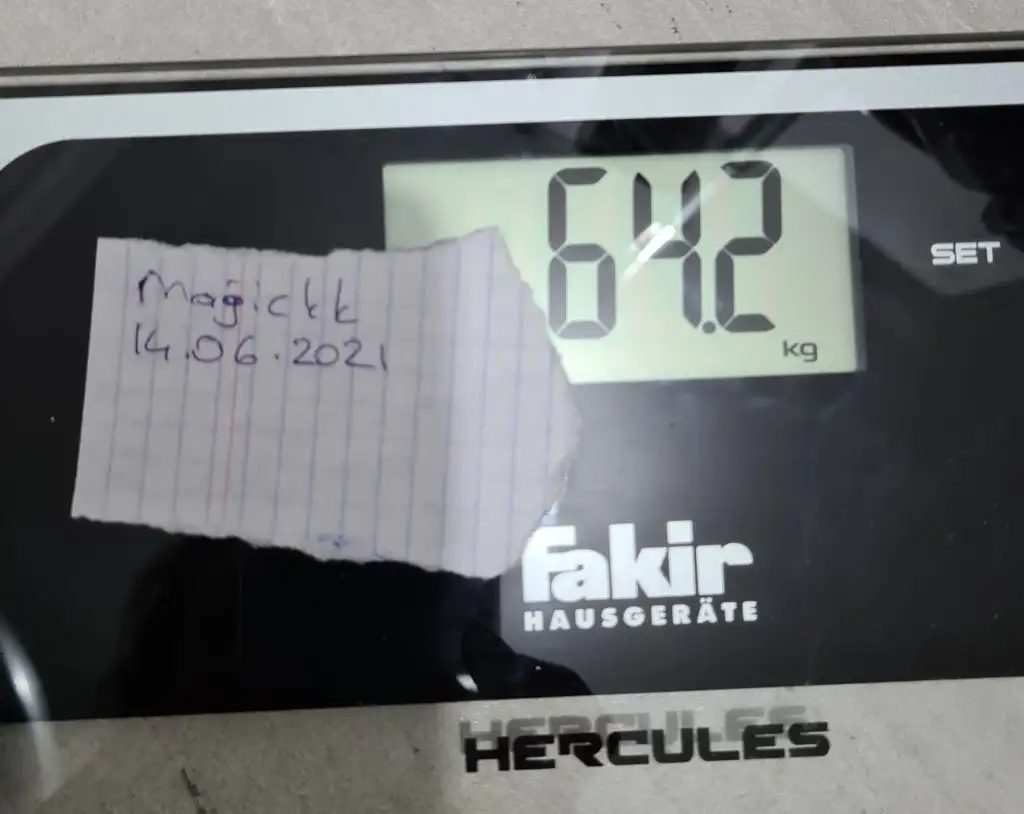 64.2
kg
SET
Magickk
14.06.2021
fakir
HAUSGERÄTE
HERCULES